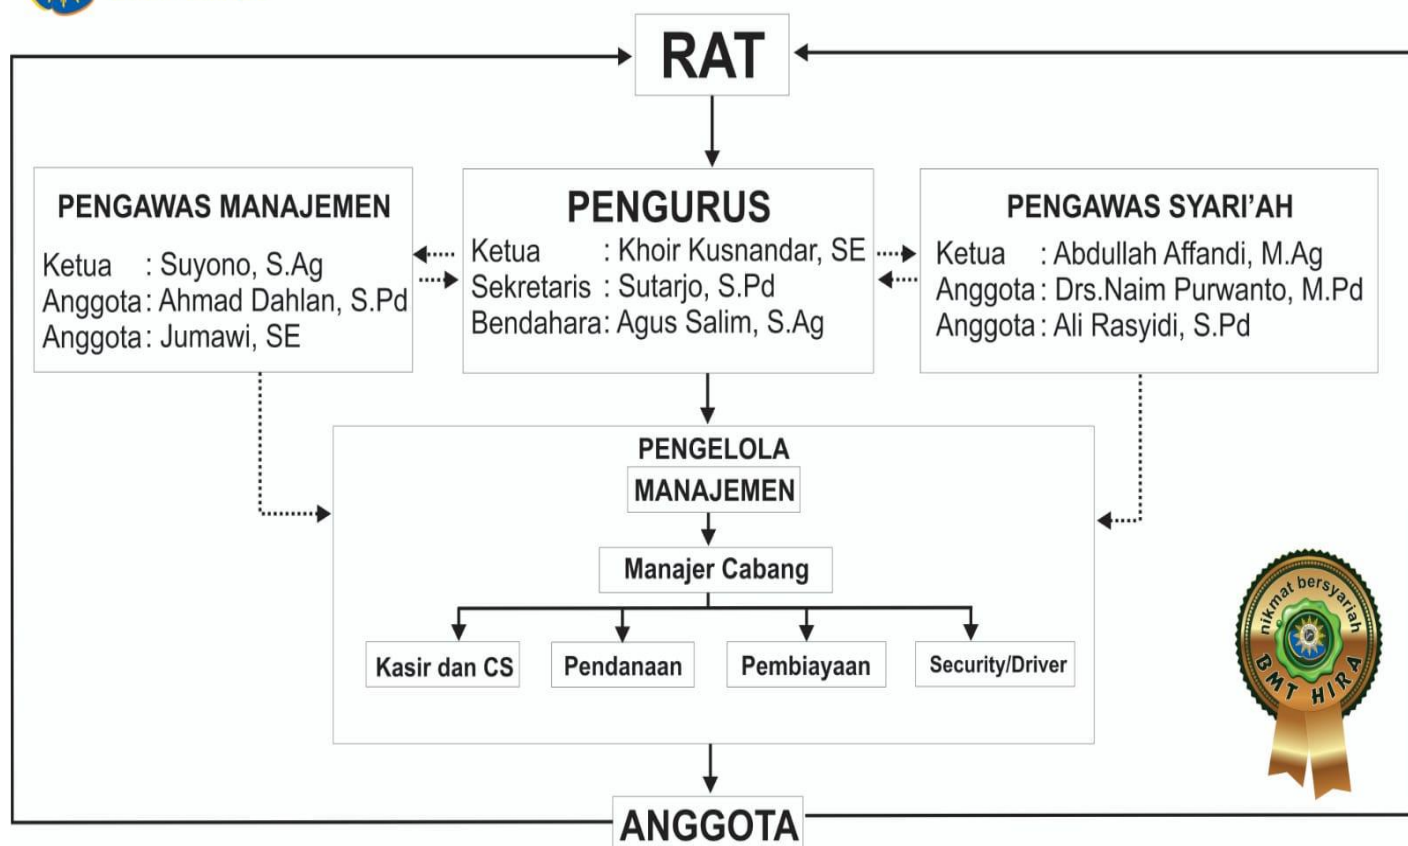 RAT
PENGAWAS MANAJEMEN
Ketua : Suyono, S.Ag
Anggota : Ahmad Dahlan, S.Pd
Anggota : Jumawi, SE
PENGURUS
Ketua : Khoir Kusnandar, SE
Sekretaris : Sutarjo, S.Pd
Bendahara : Agus Salim, S.Ag
PENGAWAS SYARI'AH
Ketua : Abdullah Affandi, M.Ag
Anggota : Drs.Naim Purwanto, M.Pd
Anggota : Ali Rasyidi, S.Pd
PENGELOLA
MANAJEMEN
Manajer Cabang
Kasir dan CS
Pendanaan
Pembiayaan
Security/Driver
nikmat bersyariah
BMT HIRA
ANGGOTA